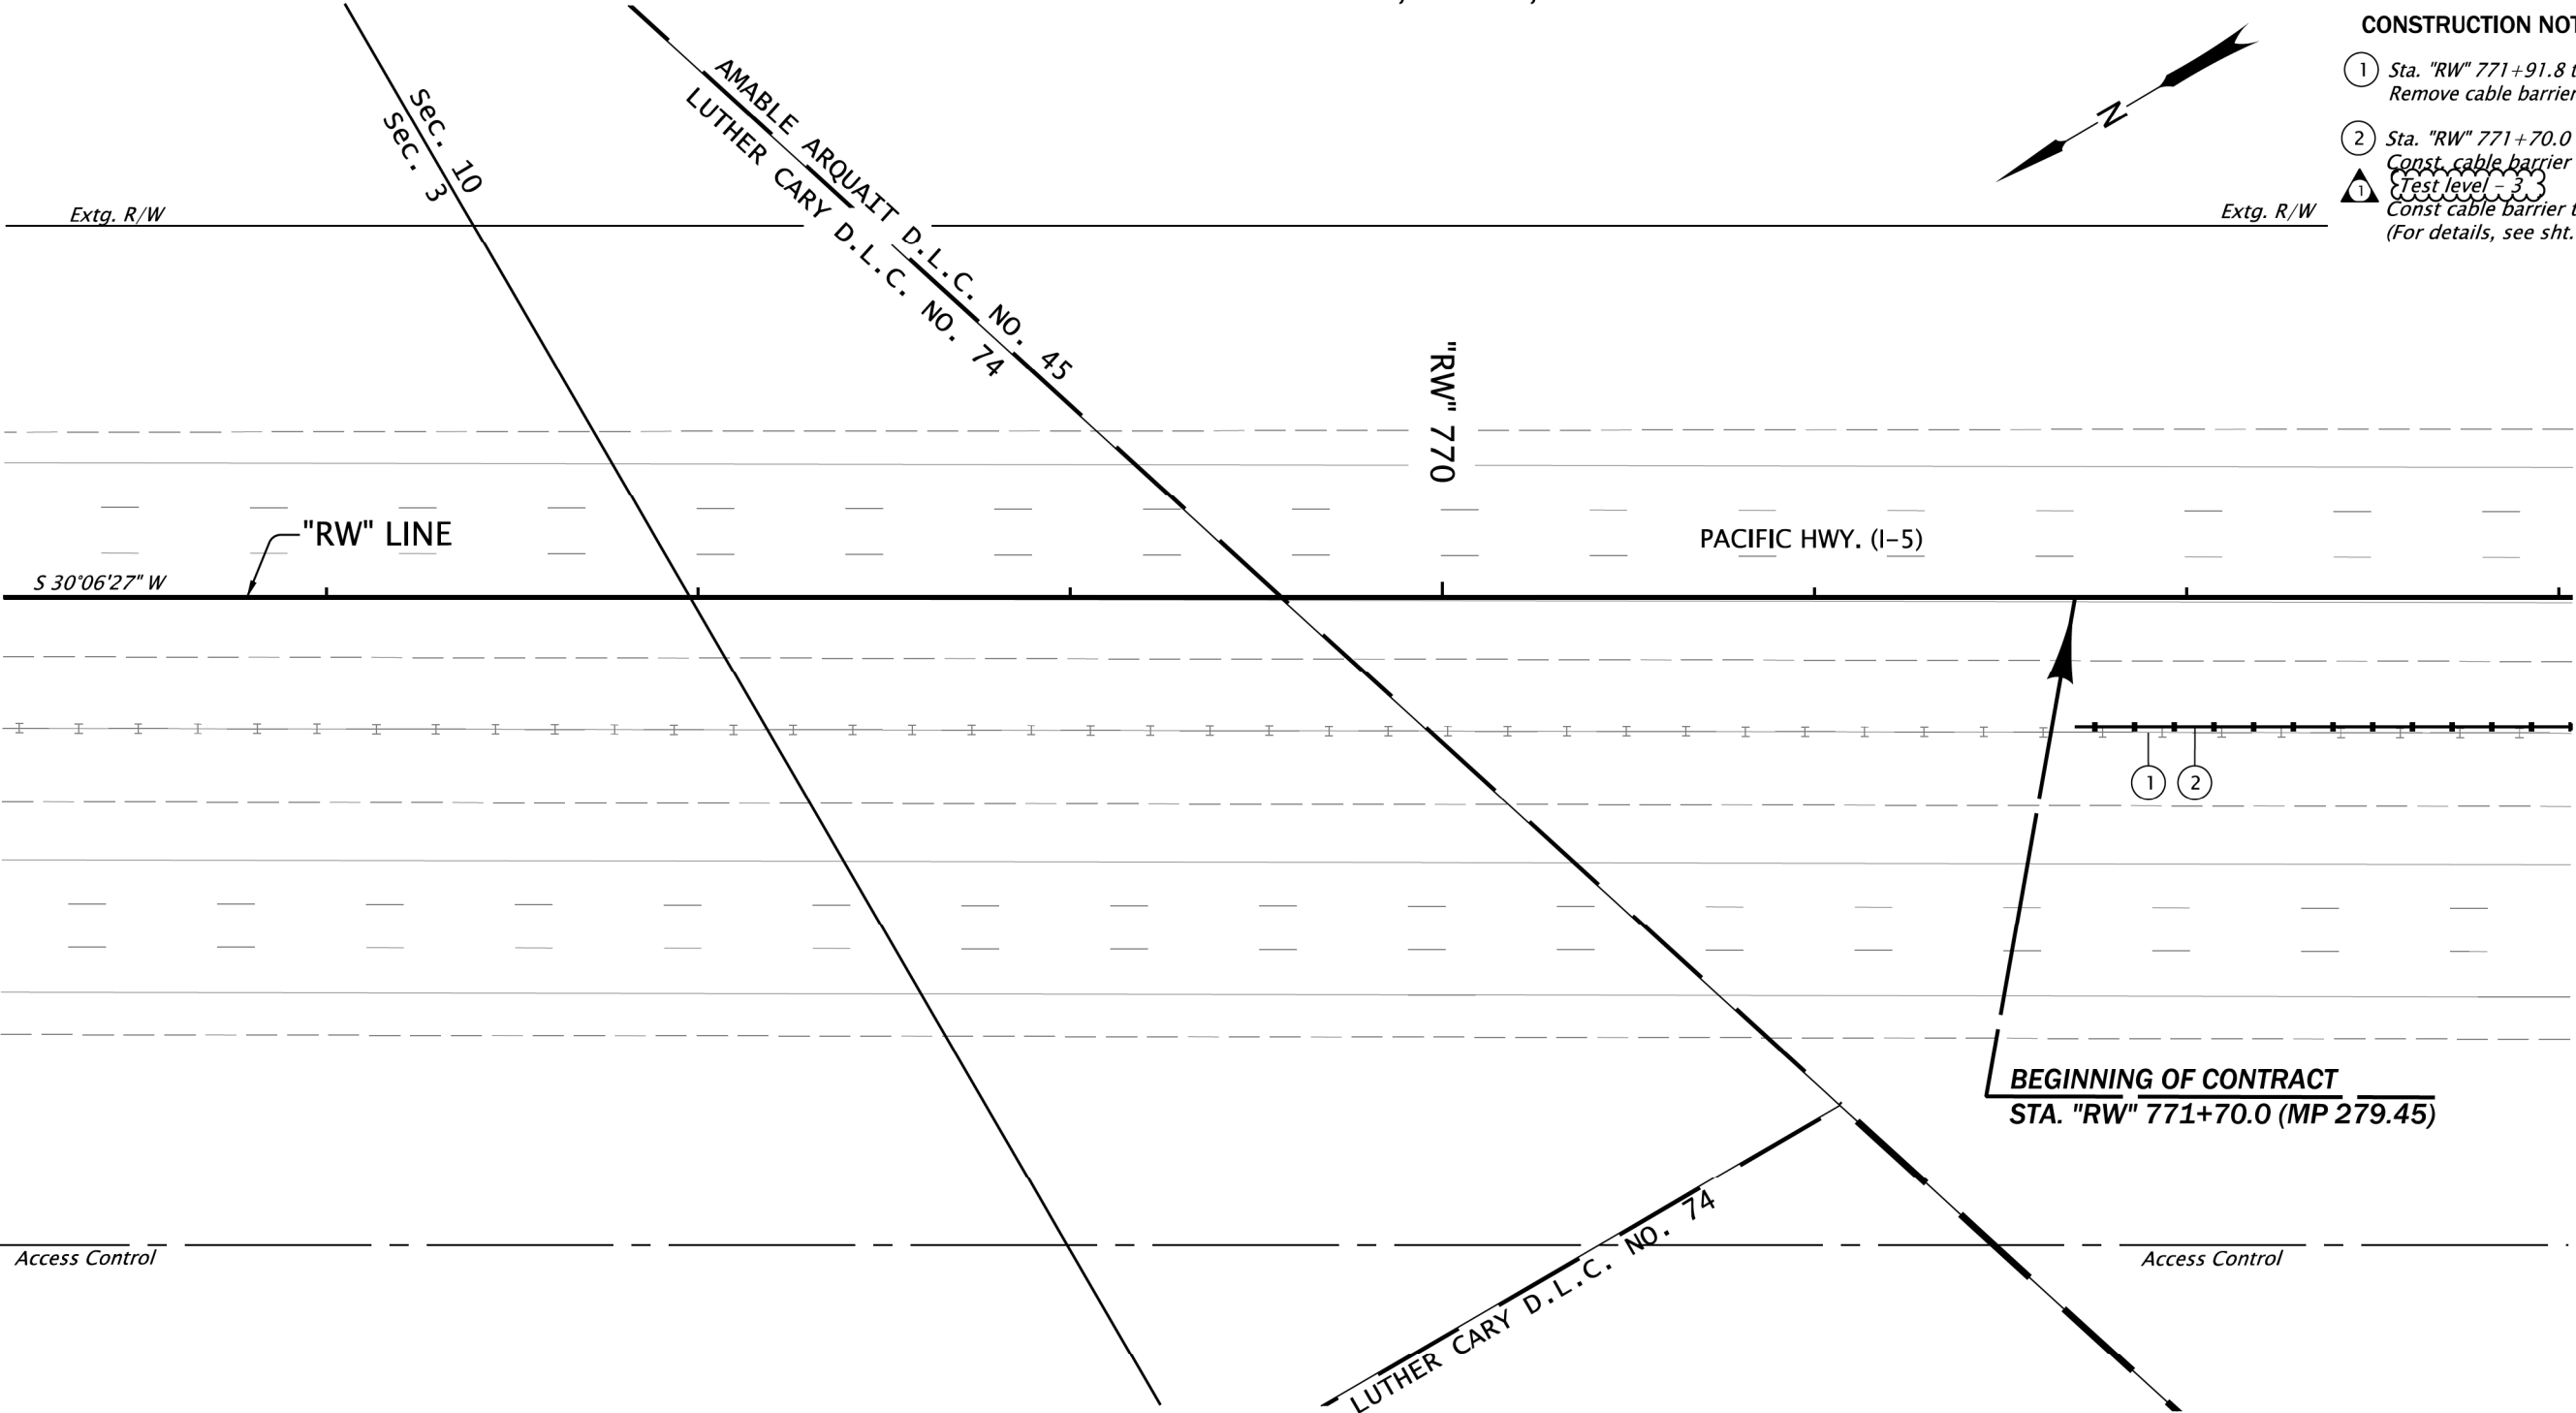 CONSTRUCTION NOT
1 Sta. "RW" 771+91.8 t
Remove cable barrier
2 Sta. "RW" 771+70.0
Const. cable barrier
1 Test level - 3
Const cable barrier t
(For details, see sht.
N
Sec. 10
Sec. 3
AMABLE ARQUAIT D.L.C. NO. 45
LUTHER CARY D.L.C. NO. 74
Extg. R/W
Extg. R/W
"RW" 770
"RW" LINE
PACIFIC HWY. (I-5)
S 30°06'27" W
1 2
BEGINNING OF CONTRACT
STA. "RW" 771+70.0 (MP 279.45)
LUTHER CARY D.L.C. NO. 74
Access Control
Access Control